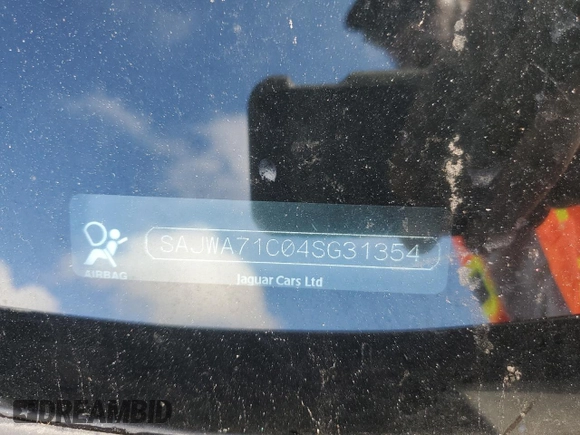 SAJWA71C04SG31354
AIRBAG
Jaguar Cars Ltd
DREAMBID